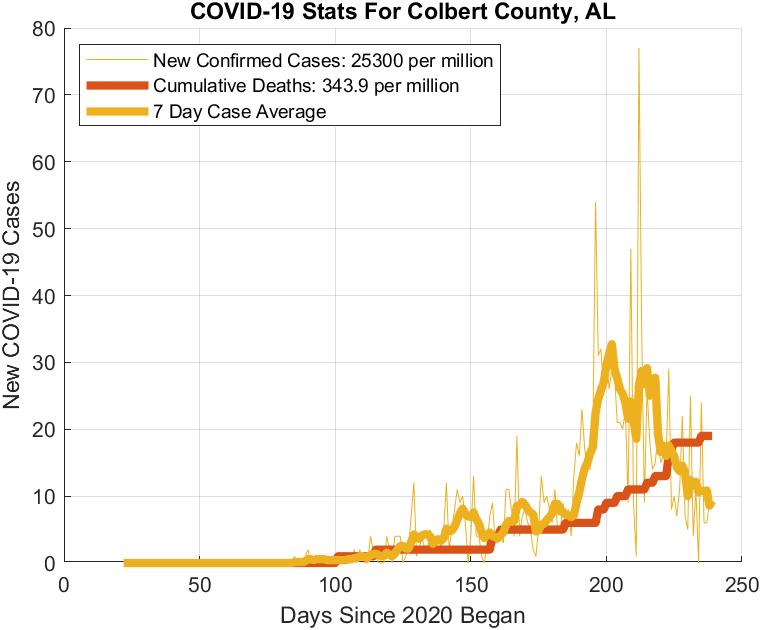 COVID-19 Stats For Colbert County, AL
New Confirmed Cases: 25300 per million
Cumulative Deaths: 343.9 per million
7 Day Case Average
New COVID-19 Cases
80
70
60
50
40
30
20
10
0
0 50 100 150 200 250
Days Since 2020 Began